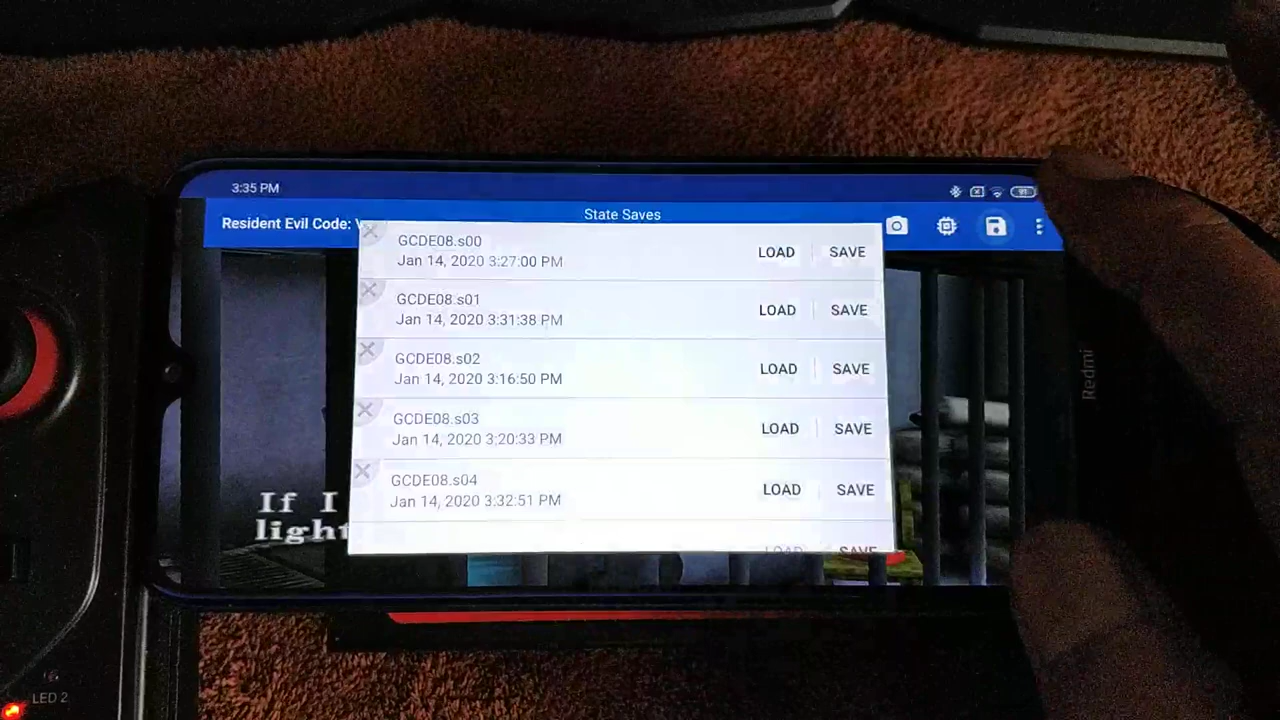 3:35 PM
91
Resident Evil Code:
State Saves
GCDE08.s00
Jan 14, 2020 3:27:00 PM
LOAD
SAVE
GCDE08.s01
Jan 14, 2020 3:31:38 PM
LOAD
SAVE
GCDE08.s02
Jan 14, 2020 3:16:50 PM
LOAD
SAVE
GCDE08.s03
Jan 14, 2020 3:20:33 PM
LOAD
SAVE
GCDE08.s04
Jan 14, 2020 3:32:51 PM
LOAD
SAVE
LOAD
SAVE
If I
light
Redmi
LED 2